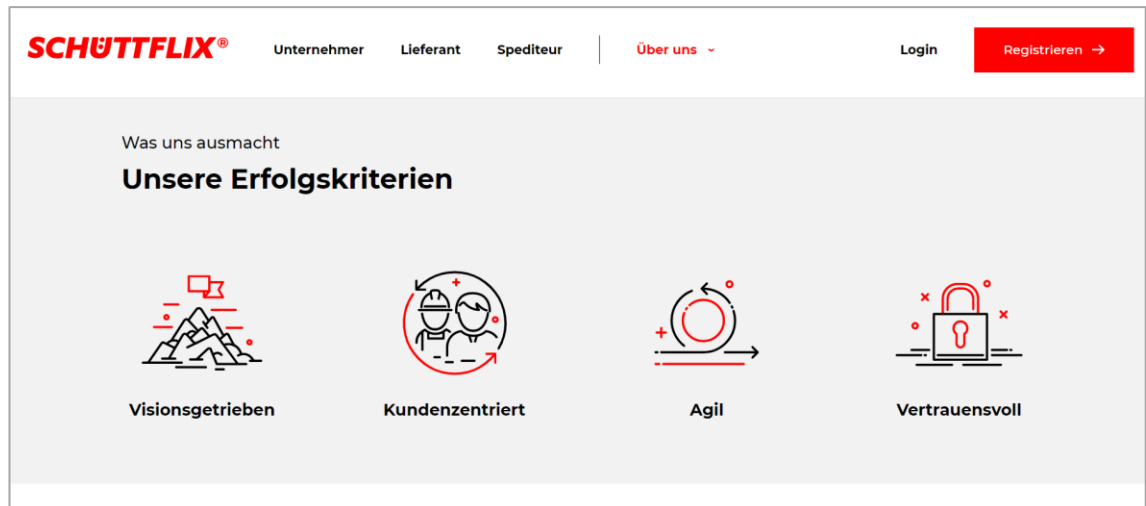 SCHÜTTFLIX® Unternehmer Lieferant Spediteur Über uns Login Registrieren →
Was uns ausmacht
Unsere Erfolgskriterien
Visionsgetrieben Kundenzentriert Agil Vertrauensvoll